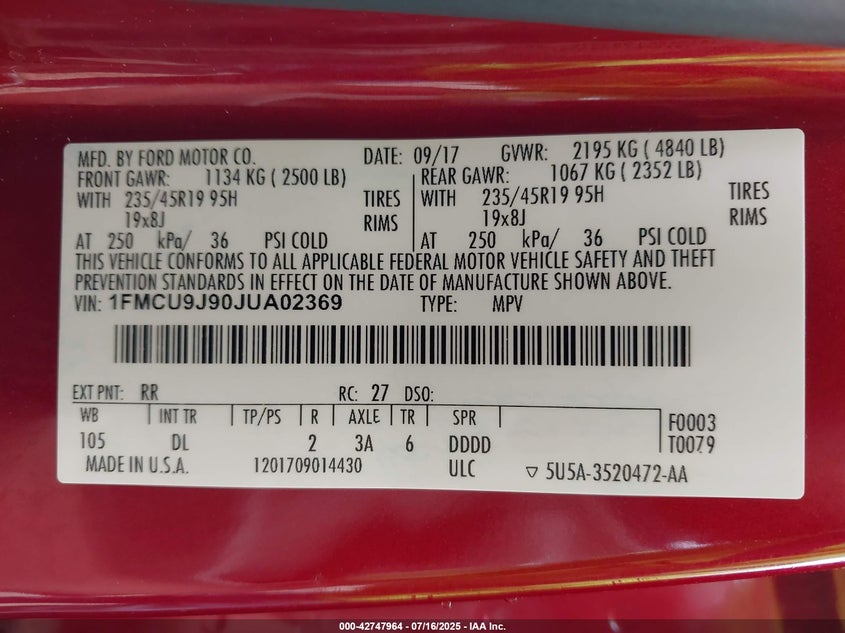 MFD. BY FORD MOTOR CO. DATE: 09/17 GVWR: 2195 KG ( 4840 LB)
FRONT GAWR: 1134 KG ( 2500 LB) REAR GAWR: 1067 KG ( 2352 LB)
WITH 235/45R19 95H TIRES WITH 235/45R19 95H TIRES
19x8J RIMS 19x8J RIMS
AT 250 kPa/ 36 PSI COLD AT 250 kPa/ 36 PSI COLD
THIS VEHICLE CONFORMS TO ALL APPLICABLE FEDERAL MOTOR VEHICLE SAFETY AND THEFT
PREVENTION STANDARDS IN EFFECT ON THE DATE OF MANUFACTURE SHOWN ABOVE.
VIN: 1FMCU9J90JUA02369 TYPE: MPV
EXT PNT: RR RC: 27 DSO:
WB INT TR TP/PS R AXLE TR SPR F0003
105 DL 2 3A 6 DDDD T0079
MADE IN U.S.A. 1201709014430 ULC ▽ 5U5A-3520472-AA
000-42747964 - 07/16/2025 - IAA Inc.